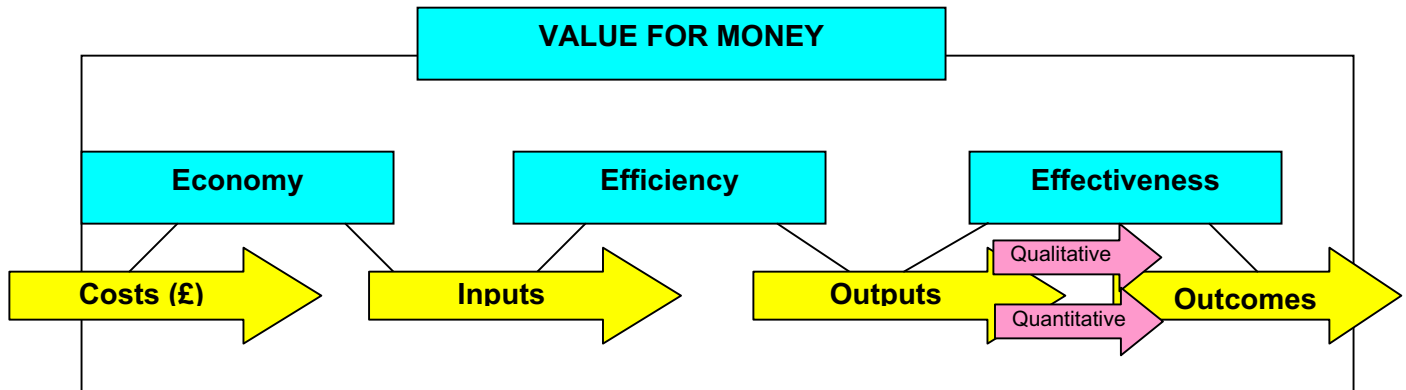 VALUE FOR MONEY
Economy
Efficiency
Effectiveness
Costs (£)
Inputs
Outputs
Qualitative
Quantitative
Outcomes